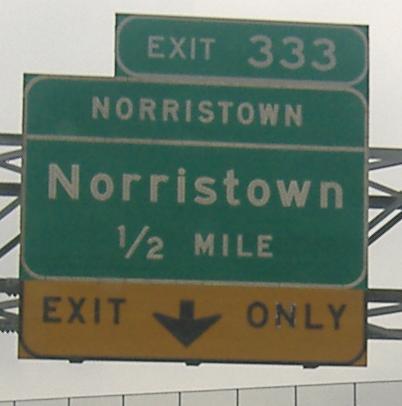 EXIT 333
NORRISTOWN
Norristown
1/2 MILE
EXIT ONLY